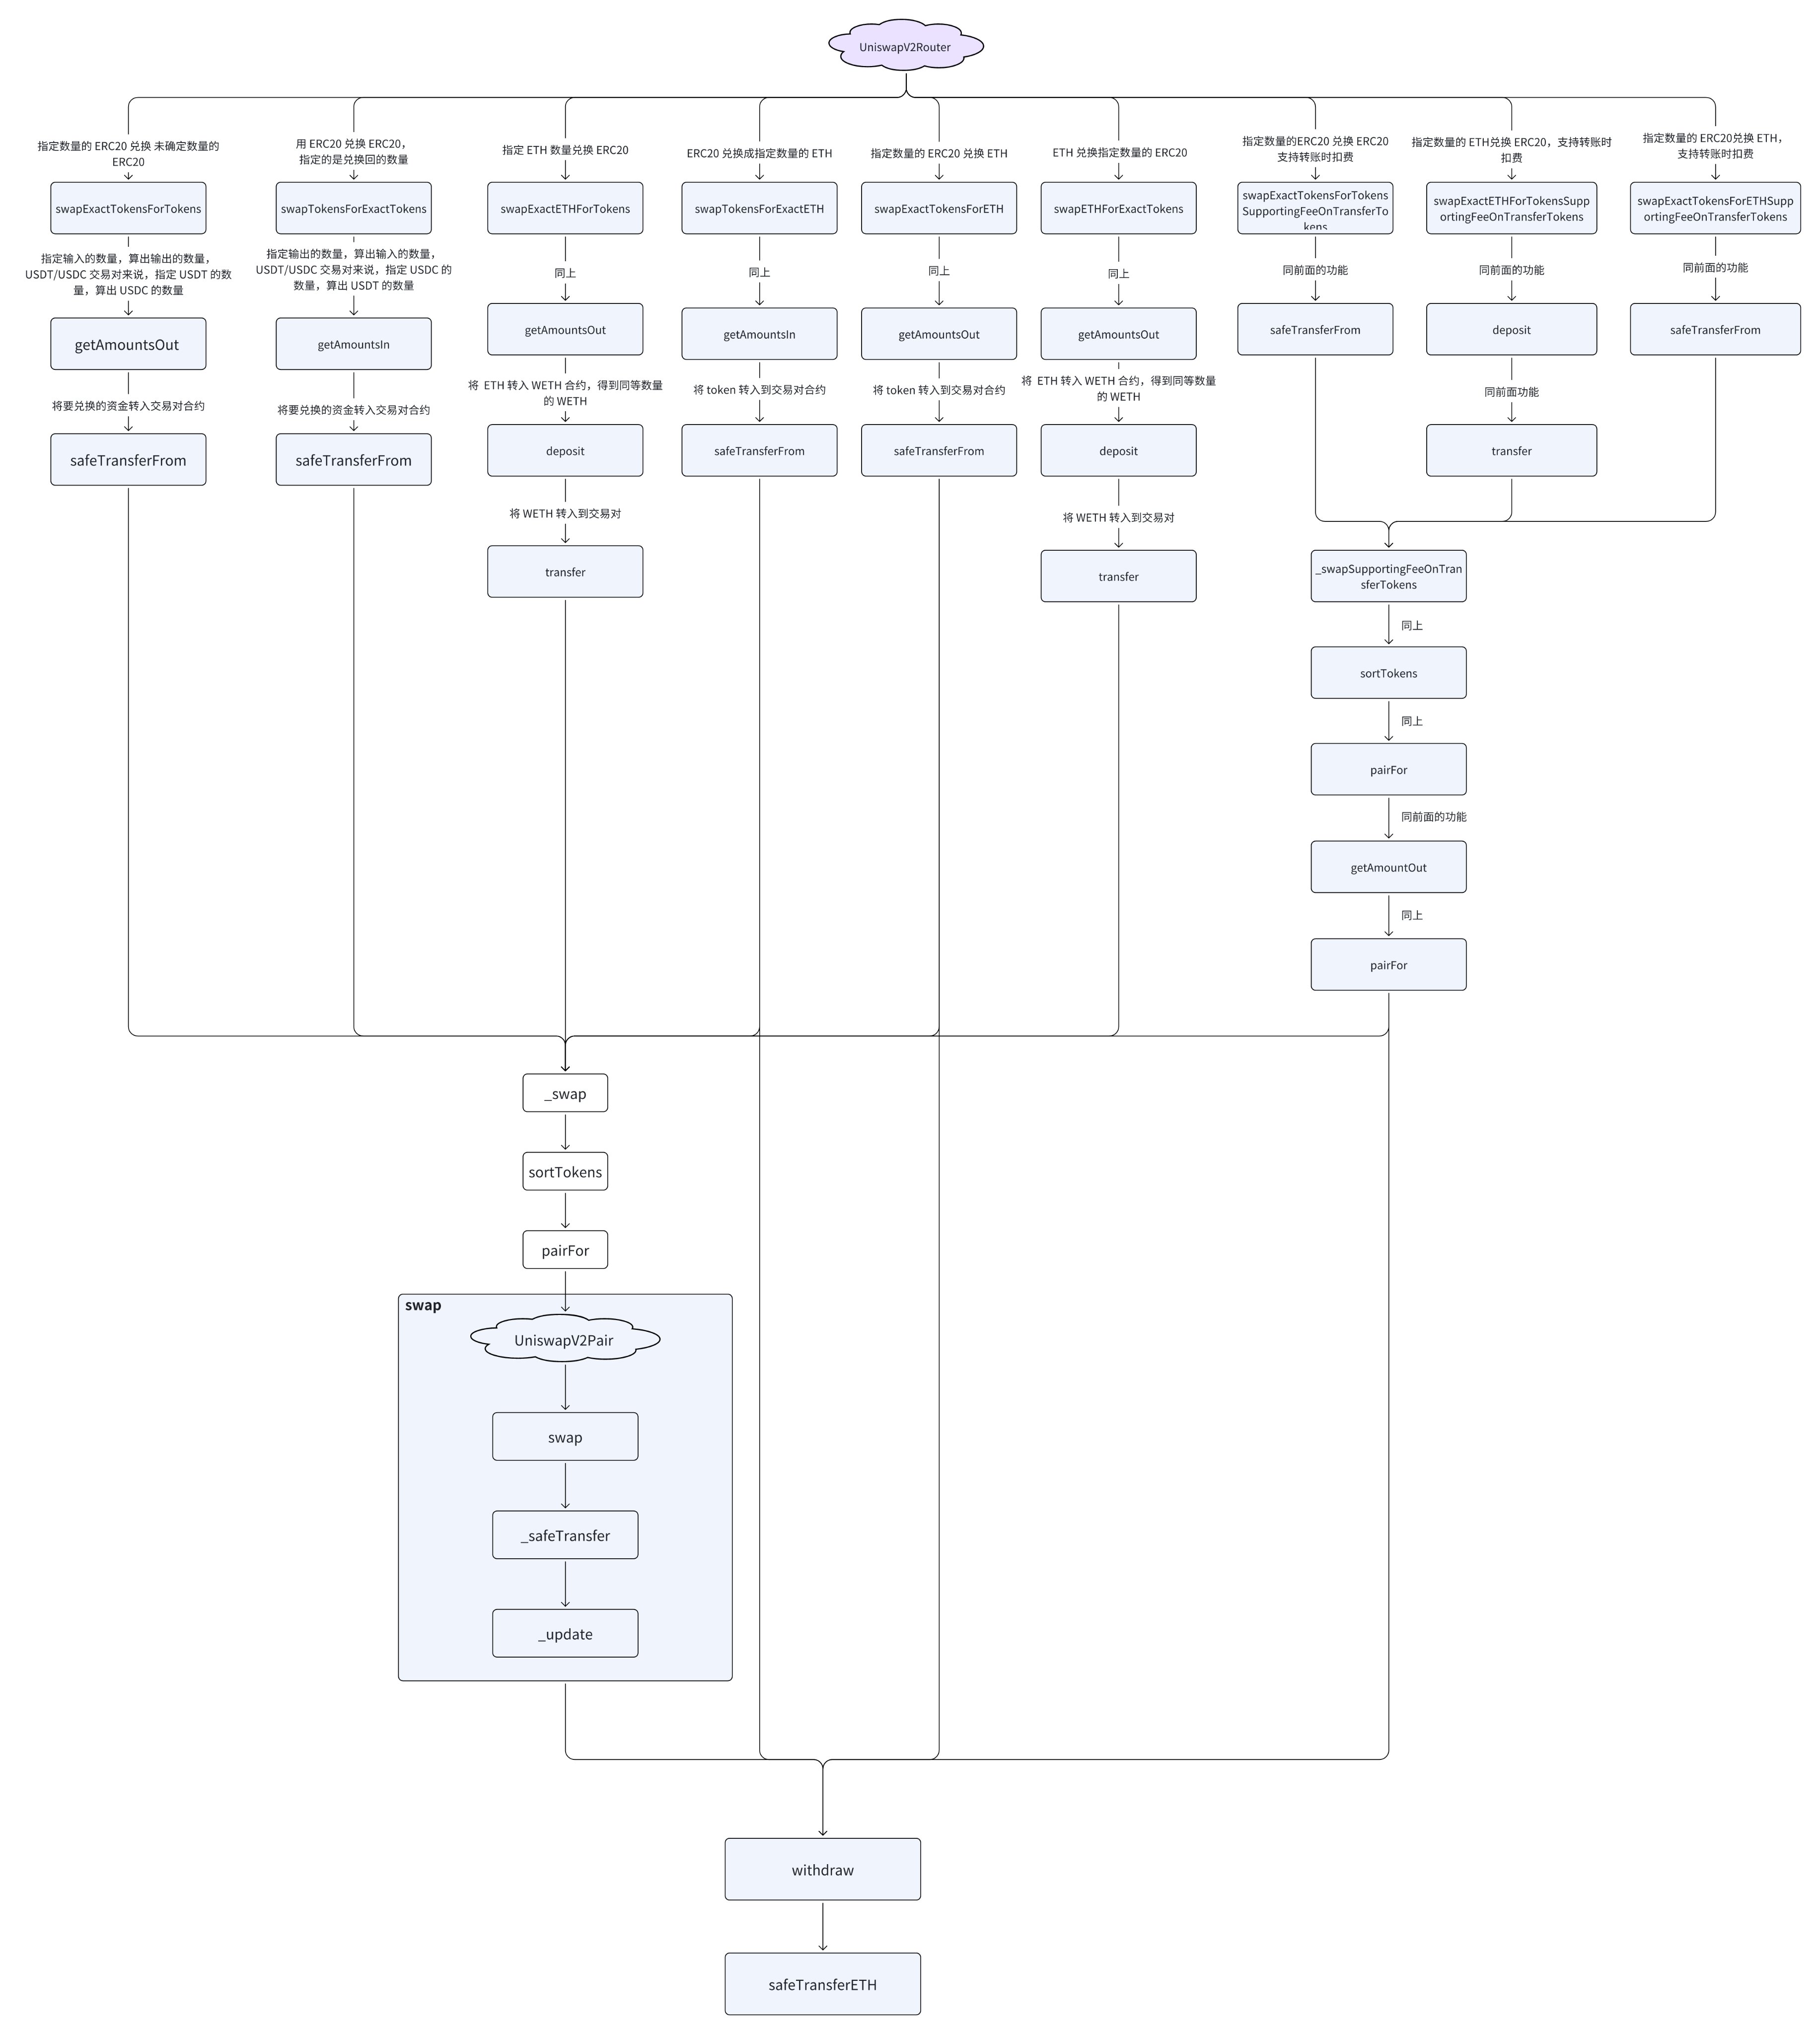 UniswapV2Router
指定数量的 ERC20 兑换 未确定数量的
ERC20
用 ERC20 兑换 ERC20，
指定的是兑换回的数量
指定 ETH 数量兑换 ERC20
ERC20 兑换成指定数量的 ETH
指定数量的 ERC20 兑换 ETH
ETH 兑换指定数量的 ERC20
指定数量的ERC20 兑换 ERC20
支持转账时扣费
指定数量的 ETH兑换 ERC20，支持转账时
扣费
指定数量的 ERC20兑换 ETH，
支持转账时扣费
swapExactTokensForTokens
swapTokensForExactTokens
swapExactETHForTokens
swapTokensForExactETH
swapExactTokensForETH
swapETHForExactTokens
swapExactTokensForTokens
SupportingFeeOnTransferTo
kens
swapExactETHForTokensSupp
ortingFeeOnTransferTokens
swapExactTokensForETHSupp
ortingFeeOnTransferTokens
指定输入的数量，算出输出的数量，
USDT/USDC 交易对来说，指定 USDT 的数
量，算出 USDC 的数量
指定输出的数量，算出输入的数量，
USDT/USDC 交易对来说，指定 USDC 的
数量，算出 USDT 的数量
同上
同上
同上
同上
同前面的功能
同前面的功能
同前面的功能
getAmountsOut
getAmountsIn
getAmountsOut
getAmountsIn
getAmountsOut
getAmountsOut
safeTransferFrom
deposit
safeTransferFrom
将要兑换的资金转入交易对合约
将要兑换的资金转入交易对合约
将 ETH 转入 WETH 合约，得到同等数量
的 WETH
将 token 转入到交易对合约
将 token 转入到交易对合约
将 ETH 转入 WETH 合约，得到同等数量
的 WETH
同前面功能
safeTransferFrom
safeTransferFrom
deposit
safeTransferFrom
safeTransferFrom
deposit
transfer
将 WETH 转入到交易对
将 WETH 转入到交易对
transfer
transfer
_swapSupportingFeeOnTran
sferTokens
同上
sortTokens
同上
pairFor
同前面的功能
getAmountOut
同上
pairFor
_swap
sortTokens
pairFor
swap
UniswapV2Pair
swap
_safeTransfer
_update
withdraw
safeTransferETH